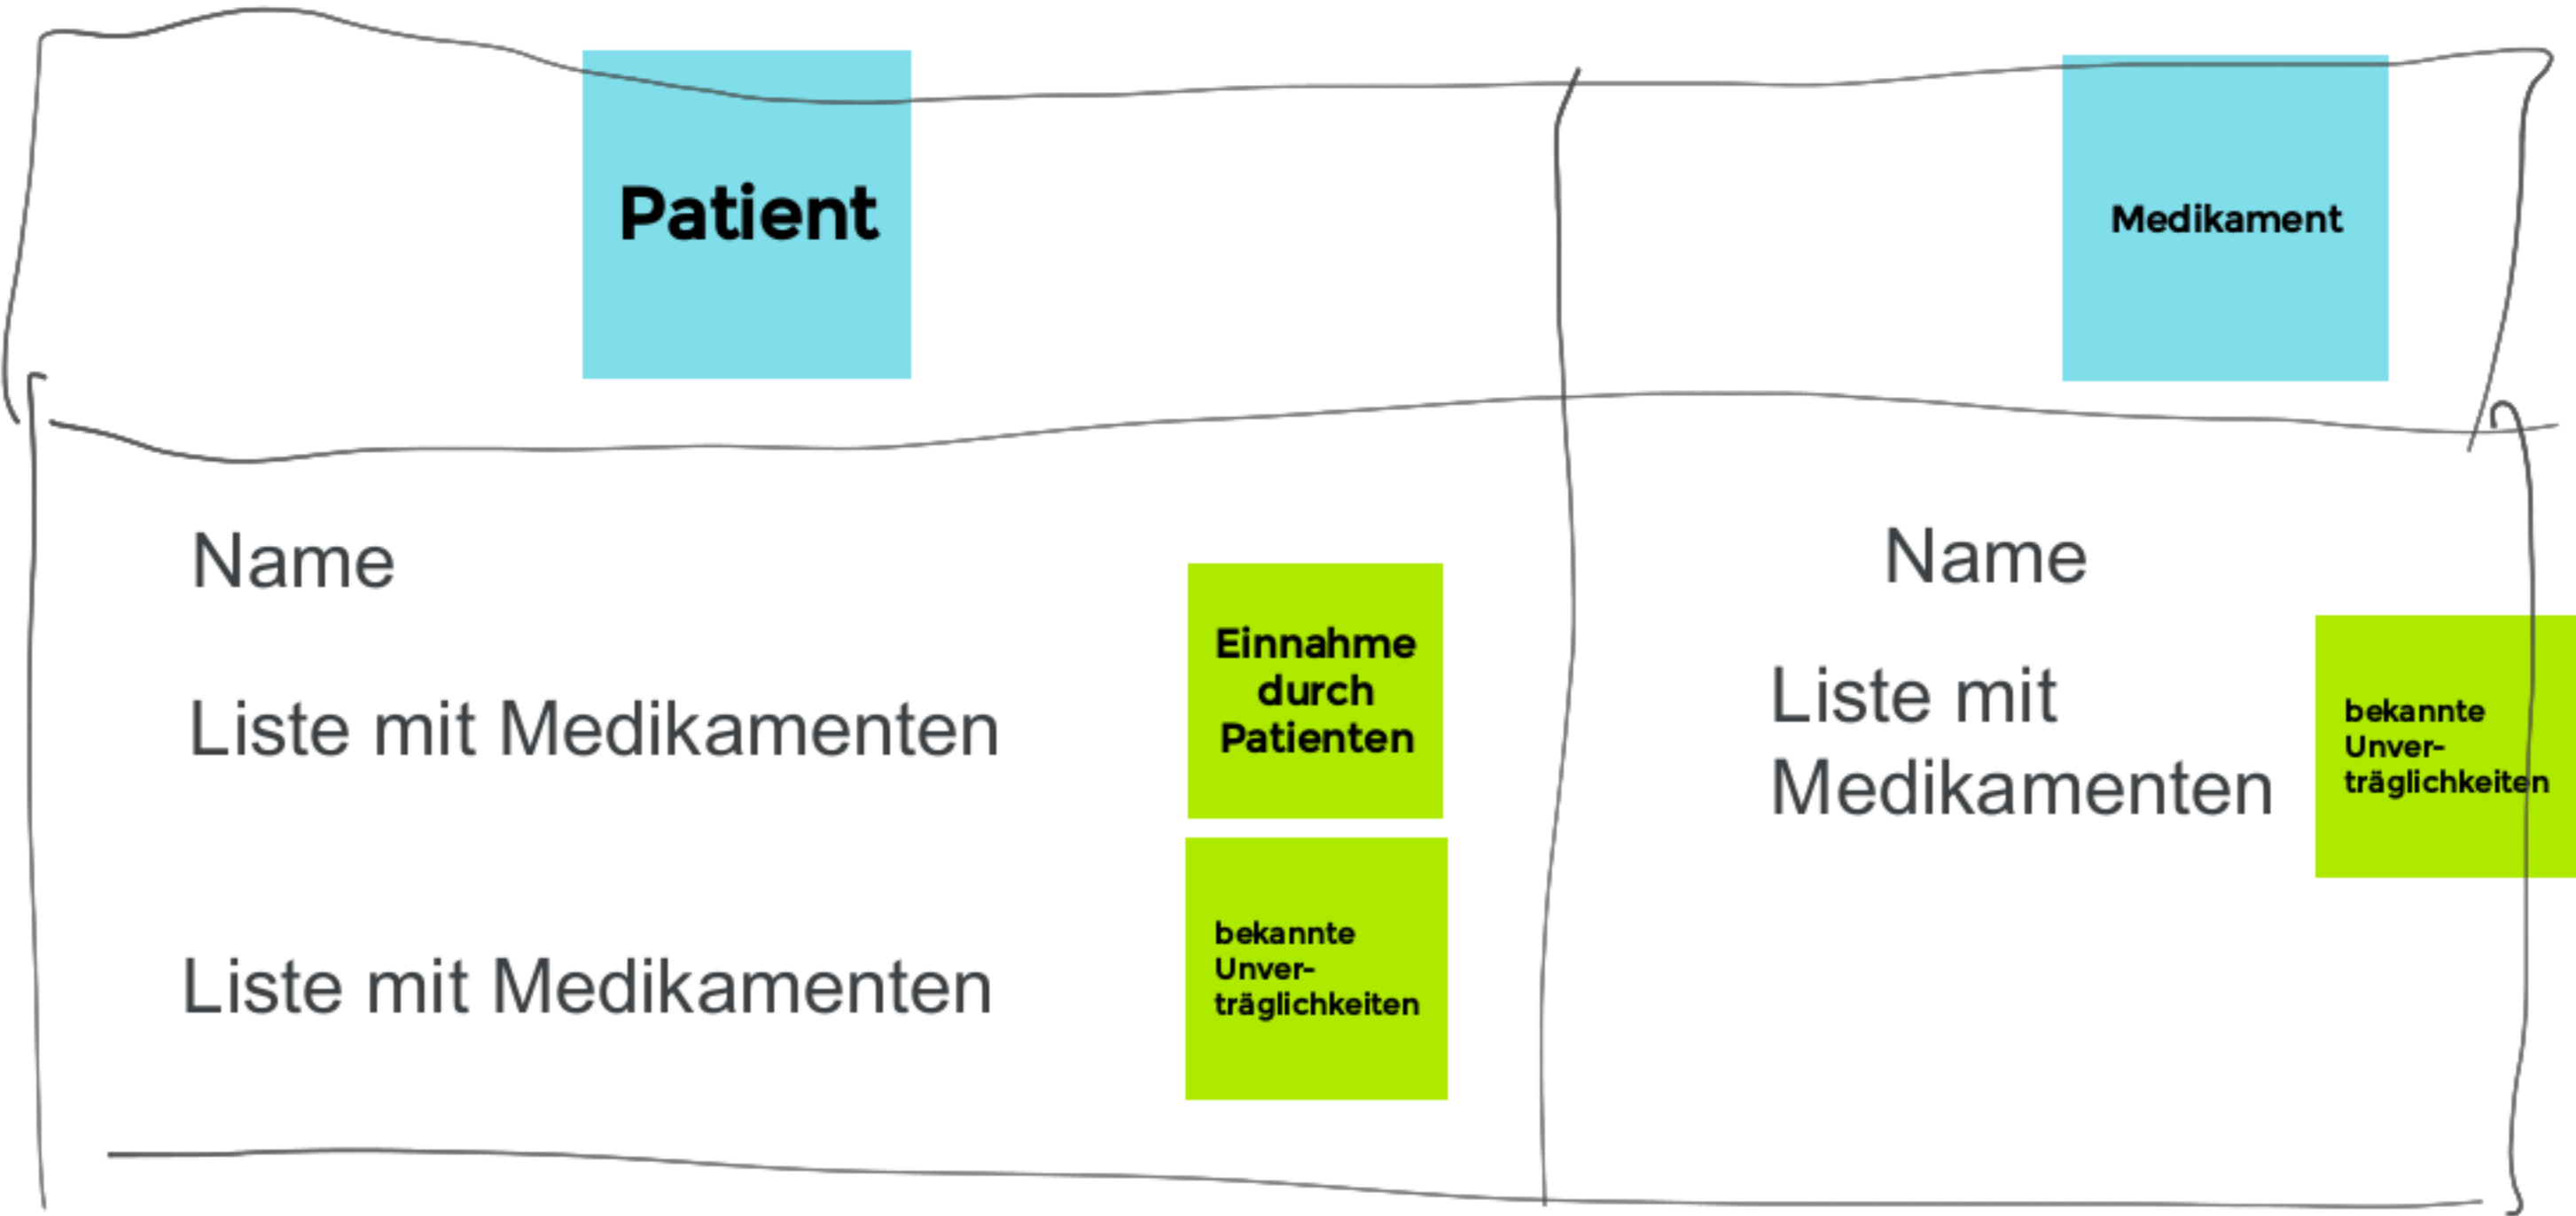 Patient
Medikament
Name
Liste mit Medikamenten
Einnahme
durch
Patienten
Liste mit Medikamenten
bekannte
Unver-
träglichkeiten
Name
Liste mit
Medikamenten
bekannte
Unver-
träglichkeiten